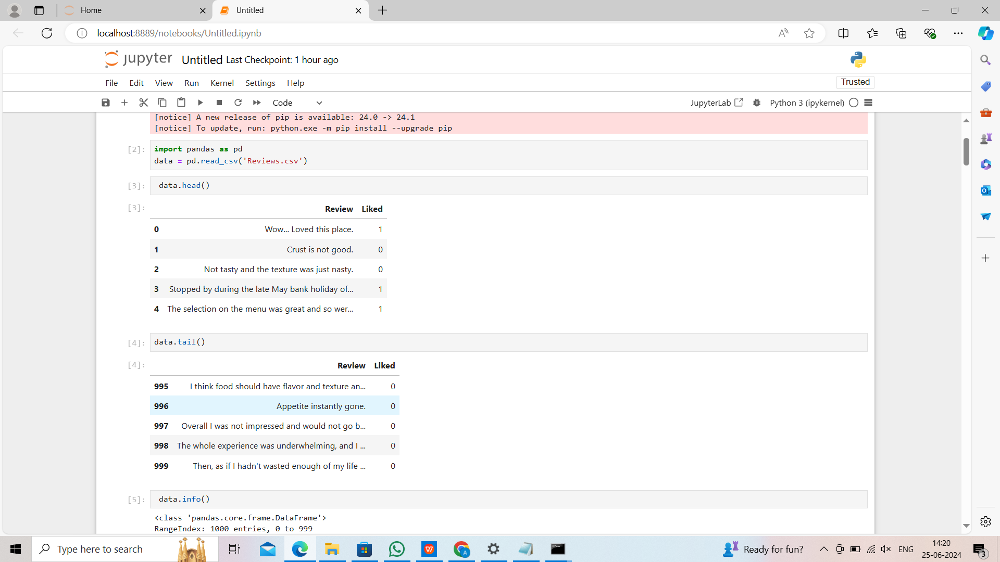 Home
Untitled
localhost:8889/notebooks/Untitled.ipynb
jupyter Untitled Last Checkpoint: 1 hour ago
File Edit View Run Kernel Settings Help
Trusted
Code
JupyterLab
Python 3 (ipykernel)
[notice] A new release of pip is available: 24.0 -> 24.1
[notice] To update, run: python.exe -m pip install --upgrade pip
[2]: import pandas as pd
data = pd.read_csv('Reviews.csv')
[3]: data.head()
[3]: Review Liked
0 Wow... Loved this place. 1
1 Crust is not good. 0
2 Not tasty and the texture was just nasty. 0
3 Stopped by during the late May bank holiday of... 1
4 The selection on the menu was great and so wer... 1
[4]: data.tail()
[4]: Review Liked
995 I think food should have flavor and texture an... 0
996 Appetite instantly gone. 0
997 Overall I was not impressed and would not go b... 0
998 The whole experience was underwhelming, and I ... 0
999 Then, as if I hadn't wasted enough of my life ... 0
[5]: data.info()
<class 'pandas.core.frame.DataFrame'>
RangeIndex: 1000 entries, 0 to 999
Type here to search
Ready for fun?
ENG
14:20
25-06-2024
3